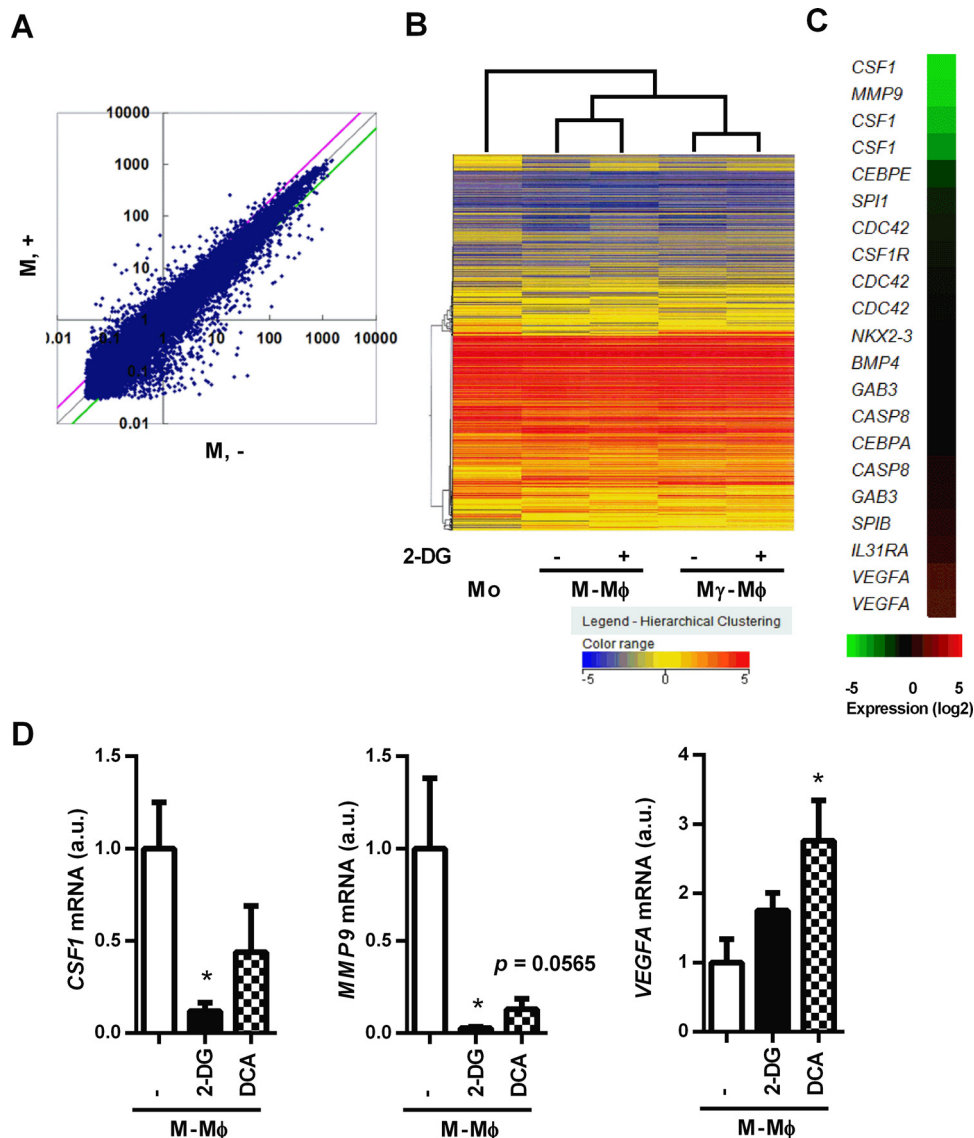 A
10000
1000
100
10
1
0.01
0.1
1
10
100
1000
10000
0.1
0.01
M, +
M, -
B
2-DG
- + - +
Mo M-Mφ Mγ-Mφ
Legend - Hierarchical Clustering
Color range
-5 0 5
C
CSF1
MMP9
CSF1
CSF1
CEBPE
SPI1
CDC42
CSF1R
CDC42
CDC42
NKX2-3
BMP4
GAB3
CASP8
CEBPA
CASP8
GAB3
SPIB
IL31RA
VEGFA
VEGFA
-5 0 5
Expression (log2)
D
CSF1 mRNA (a.u.)
1.5
1.0
0.5
0.0
*
- 2-DG DCA
M-Mφ
MMP9 mRNA (a.u.)
1.5
1.0
0.5
0.0
*
p = 0.0565
- 2-DG DCA
M-Mφ
VEGFA mRNA (a.u.)
4
3
2
1
0
*
- 2-DG DCA
M-Mφ